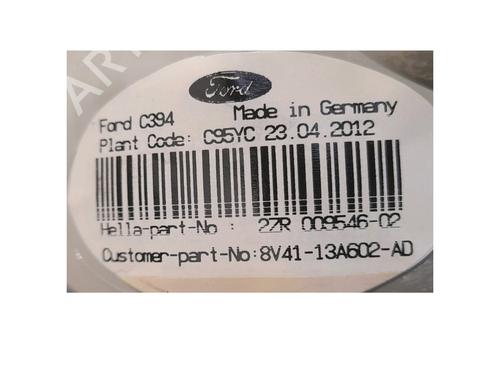 Ford
Ford C394 Made in Germany
Plant Code: C95YC 23.04.2012
Hella-part-No : 2ZR 009546-02
Customer-part-No:8V41-13A602-AD